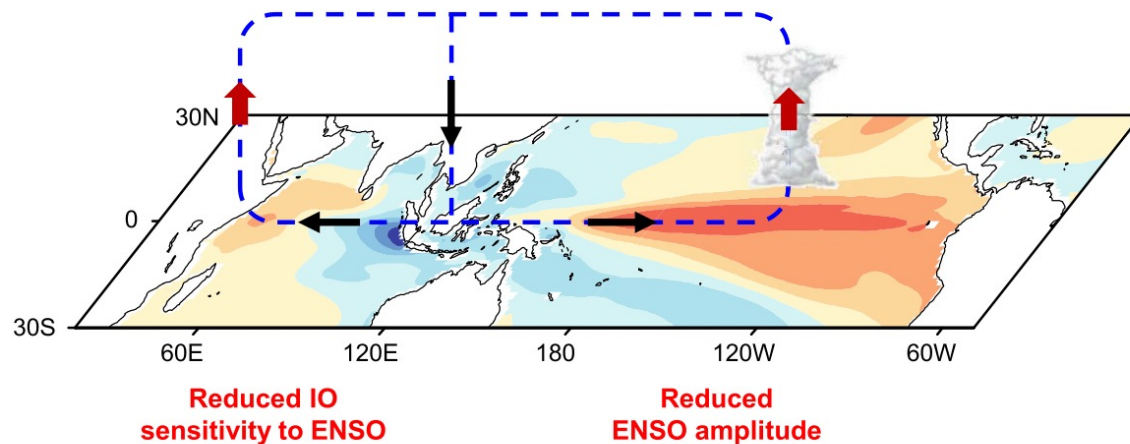 30N
0
30S
60E 120E 180 120W 60W
Reduced IO
sensitivity to ENSO
Reduced
ENSO amplitude